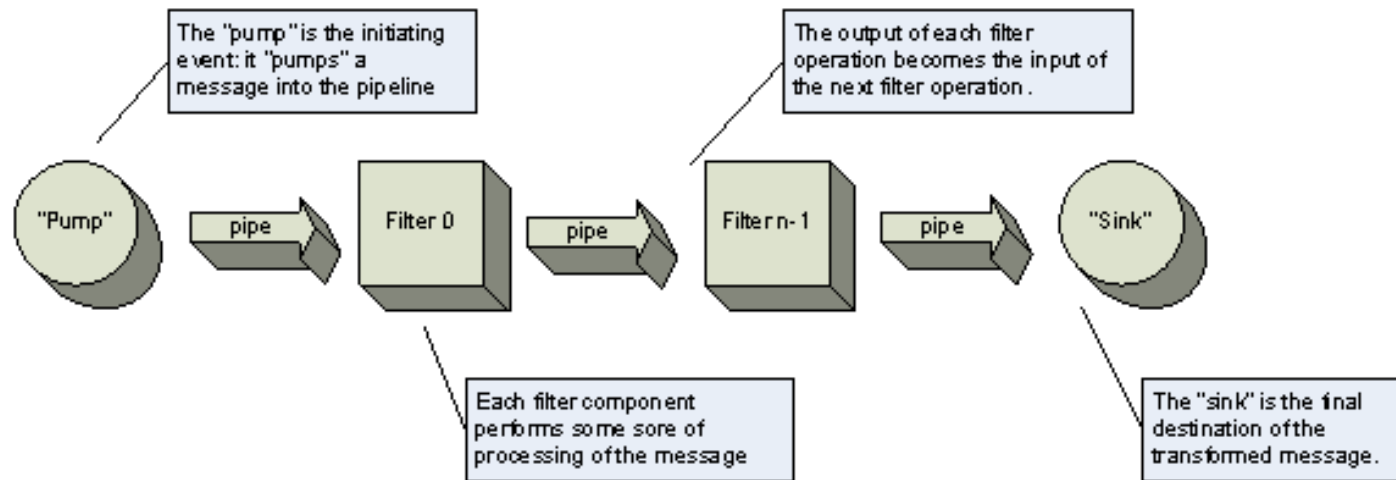 The "pump" is the initiating
event: it "pumps" a
message into the pipeline
The output of each filter
operation becomes the input of
the next filter operation.
"Pump"
pipe
Filter 0
pipe
Filter n-1
pipe
"Sink"
Each filter component
performs some sore of
processing of the message
The "sink" is the final
destination of the
transformed message.